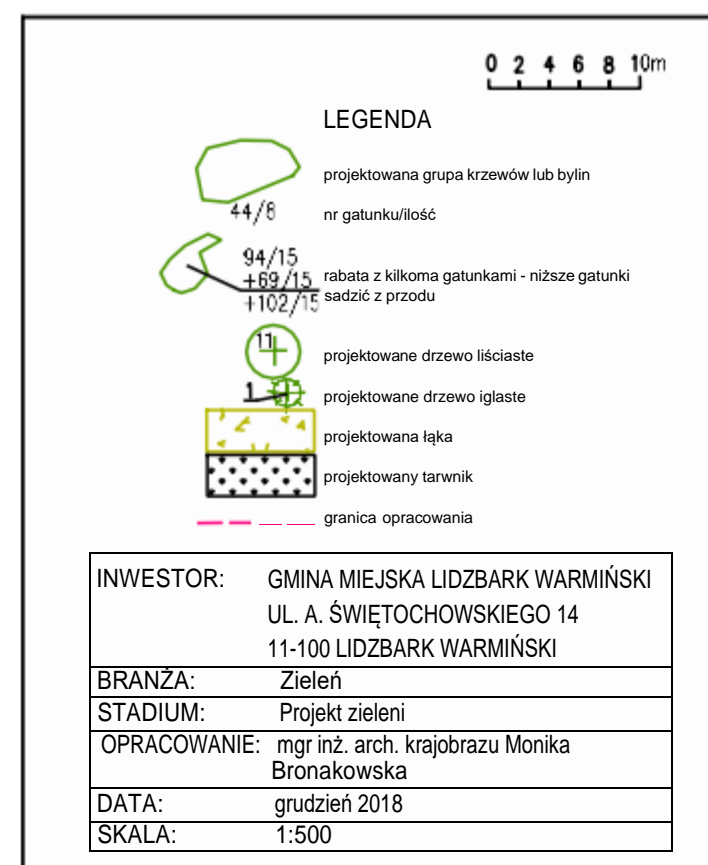 0 2 4 6 8 10m
LEGENDA
projektowana grupa krzewów lub bylin
44/8 nr gatunku/ilość
94/15
+69/15 rabata z kilkoma gatunkami - niższe gatunki
+102/15 sadzić z przodu
11 projektowane drzewo liściaste
1 projektowane drzewo iglaste
projektowana łąka
projektowany tarwnik
granica opracowania
INWESTOR: GMINA MIEJSKA LIDZBARK WARMIŃSKI
UL. A. ŚWIĘTOCHOWSKIEGO 14
11-100 LIDZBARK WARMIŃSKI
BRANŻA: Zieleń
STADIUM: Projekt zieleni
OPRACOWANIE: mgr inż. arch. krajobrazu Monika
Bronakowska
DATA: grudzień 2018
SKALA: 1:500